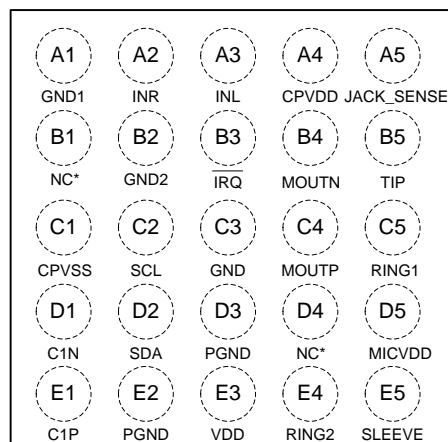 A1 A2 A3 A4 A5
GND1 INR INL CPVDD JACK_SENSE
B1 B2 B3 B4 B5
NC* GND2 IRQ MOUTN TIP
C1 C2 C3 C4 C5
CPVSS SCL GND MOUTP RING1
D1 D2 D3 D4 D5
C1N SDA PGND NC* MICVDD
E1 E2 E3 E4 E5
C1P PGND VDD RING2 SLEEVE